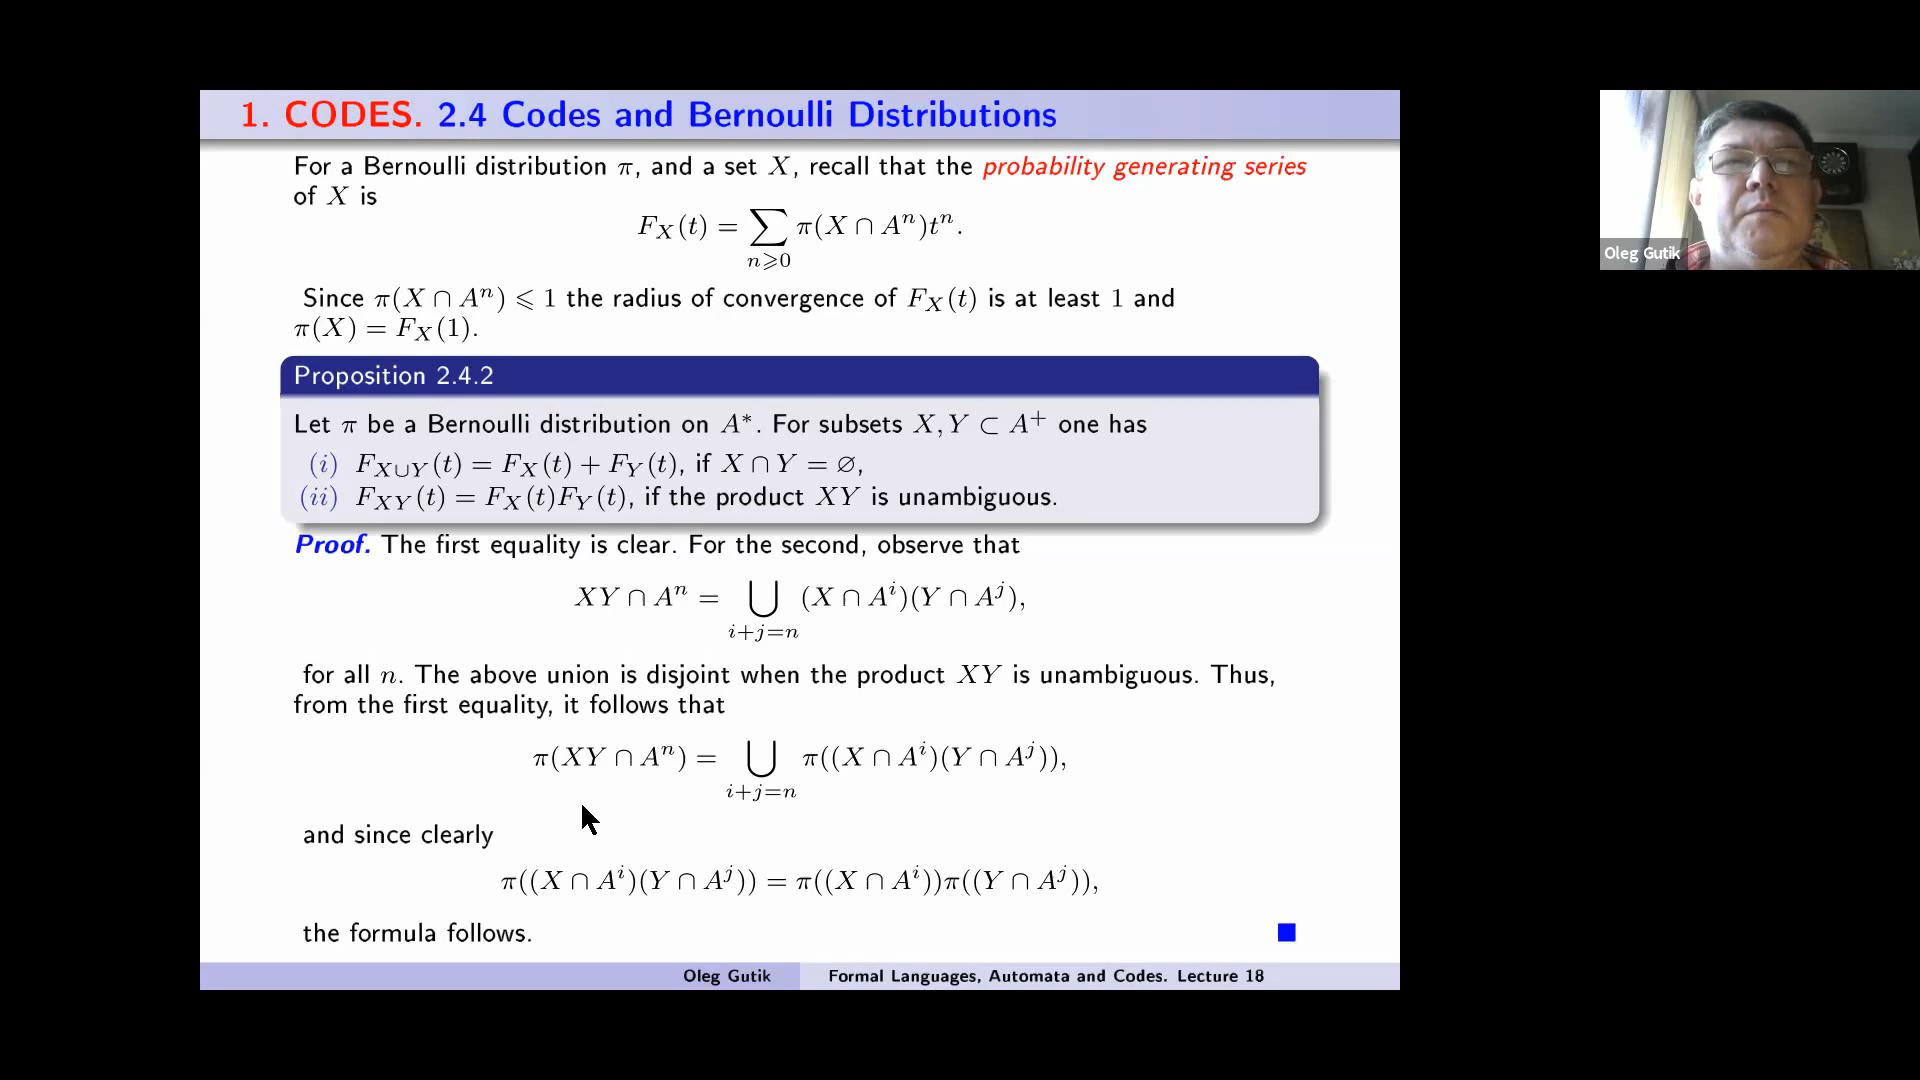 1. CODES. 2.4 Codes and Bernoulli Distributions
For a Bernoulli distribution π, and a set X, recall that the probability generating series
of X is
F_X(t) = ∑_{n⩾0} π(X ∩ A^n)t^n.
Since π(X ∩ A^n) ⩽ 1 the radius of convergence of F_X(t) is at least 1 and
π(X) = F_X(1).
Proposition 2.4.2
Let π be a Bernoulli distribution on A*. For subsets X, Y ⊂ A^+ one has
(i) F_{X∪Y}(t) = F_X(t) + F_Y(t), if X ∩ Y = ∅,
(ii) F_{XY}(t) = F_X(t)F_Y(t), if the product XY is unambiguous.
Proof. The first equality is clear. For the second, observe that
XY ∩ A^n = ⋃_{i+j=n} (X ∩ A^i)(Y ∩ A^j),
for all n. The above union is disjoint when the product XY is unambiguous. Thus,
from the first equality, it follows that
π(XY ∩ A^n) = ⋃_{i+j=n} π((X ∩ A^i)(Y ∩ A^j)),
and since clearly
π((X ∩ A^i)(Y ∩ A^j)) = π((X ∩ A^i))π((Y ∩ A^j)),
the formula follows.
Oleg Gutik Formal Languages, Automata and Codes. Lecture 18
Oleg Gutik